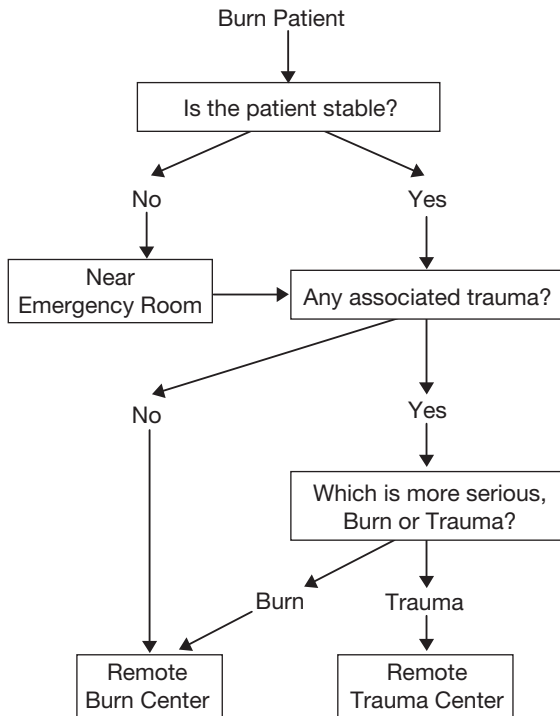 Burn Patient
Is the patient stable?
No
Yes
Near
Emergency Room
Any associated trauma?
No
Yes
Which is more serious,
Burn or Trauma?
Burn
Trauma
Remote
Burn Center
Remote
Trauma Center